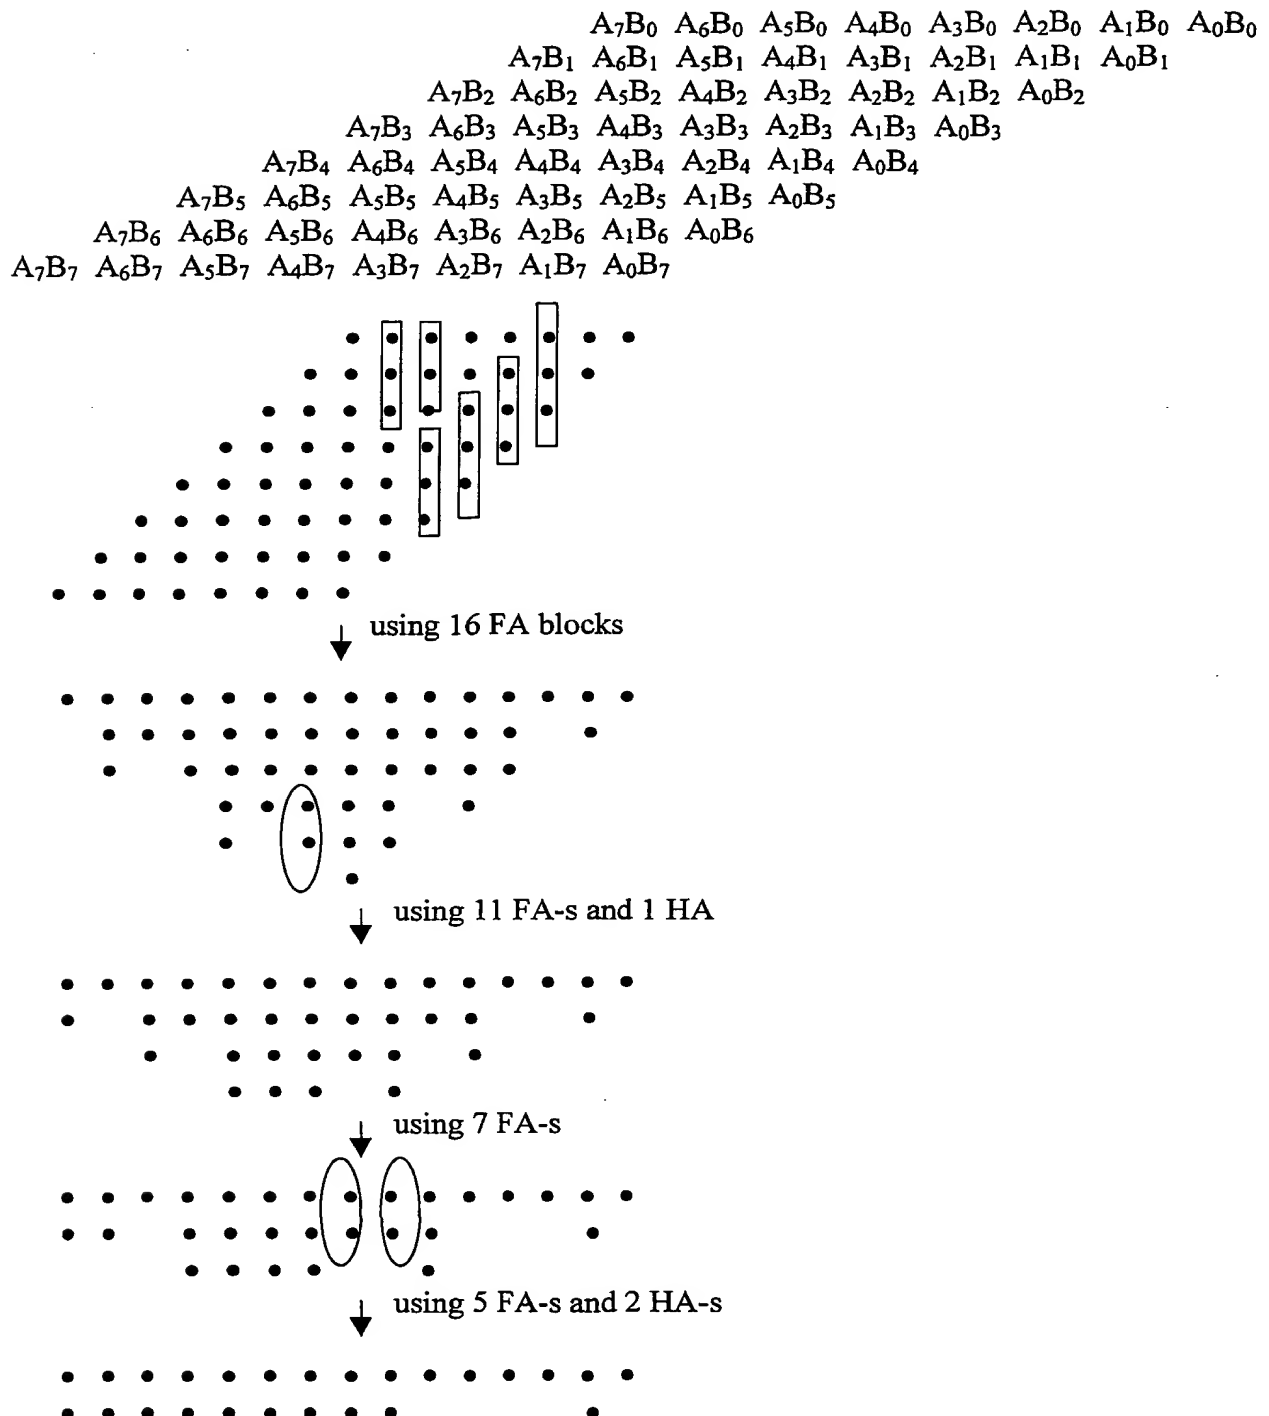 A₇B₀ A₆B₀ A₅B₀ A₄B₀ A₃B₀ A₂B₀ A₁B₀ A₀B₀
A₇B₁ A₆B₁ A₅B₁ A₄B₁ A₃B₁ A₂B₁ A₁B₁ A₀B₁
A₇B₂ A₆B₂ A₅B₂ A₄B₂ A₃B₂ A₂B₂ A₁B₂ A₀B₂
A₇B₃ A₆B₃ A₅B₃ A₄B₃ A₃B₃ A₂B₃ A₁B₃ A₀B₃
A₇B₄ A₆B₄ A₅B₄ A₄B₄ A₃B₄ A₂B₄ A₁B₄ A₀B₄
A₇B₅ A₆B₅ A₅B₅ A₄B₅ A₃B₅ A₂B₅ A₁B₅ A₀B₅
A₇B₆ A₆B₆ A₅B₆ A₄B₆ A₃B₆ A₂B₆ A₁B₆ A₀B₆
A₇B₇ A₆B₇ A₅B₇ A₄B₇ A₃B₇ A₂B₇ A₁B₇ A₀B₇
using 16 FA blocks
using 11 FA-s and 1 HA
using 7 FA-s
using 5 FA-s and 2 HA-s